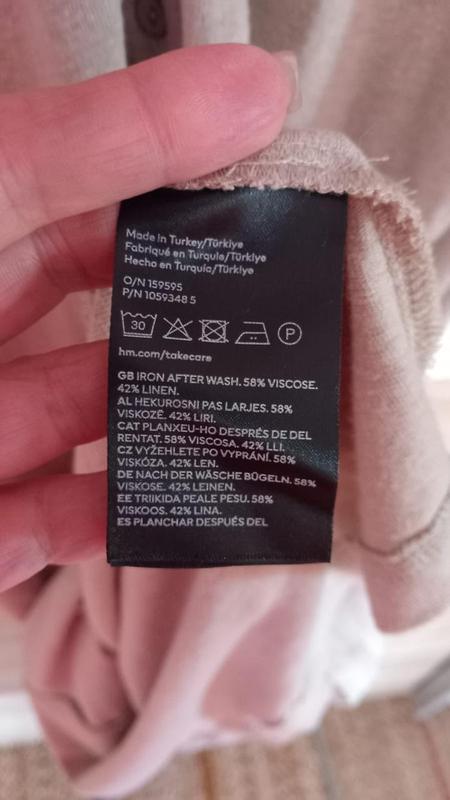 Made in Turkey/Türkiye
Fabriqué en Turquie/Türkiye
Hecho en Turquía/Türkiye
O/N 159595
P/N 1059348 5
30 P
hm.com/takecare
GB IRON AFTER WASH. 58% VISCOSE.
42% LINEN.
AL HEKUROSNI PAS LARJES. 58%
VISKOZË. 42% LIRI.
CAT PLANXEU-HO DESPRÉS DE DEL
RENTAT. 58% VISCOSA. 42% LLI.
CZ VYŽEHLETE PO VYPRÁNÍ. 58%
VISKÓZA. 42% LEN.
DE NACH DER WÄSCHE BÜGELN. 58%
VISKOSE. 42% LEINEN.
EE TRIIKIDA PEALE PESU. 58%
VISKOOS. 42% LINA.
ES PLANCHAR DESPUÉS DEL